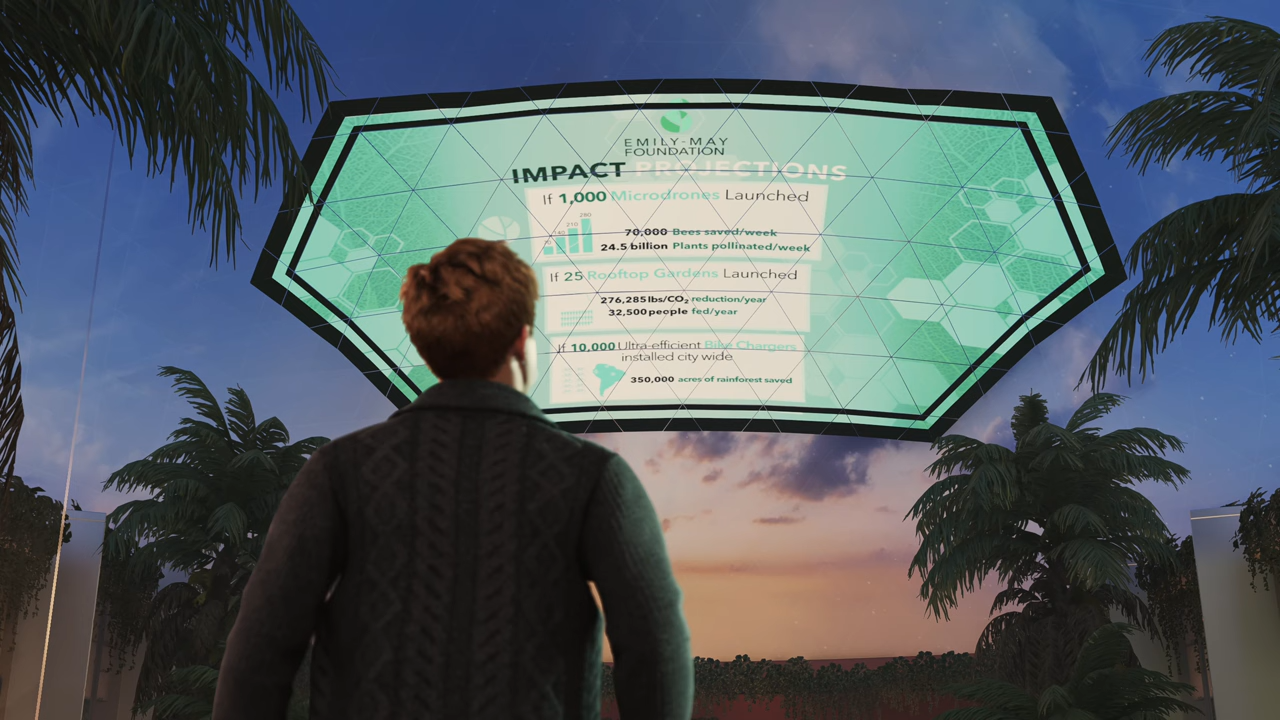 EMILY-MAY
FOUNDATION
IMPACT PROJECTIONS
If 1,000 Microdrones Launched
210
280
70,000 Bees saved/week
24.5 billion Plants pollinated/week
If 25 Rooftop Gardens Launched
276,285 lbs/CO₂ reduction/year
32,500 people fed/year
If 10,000 Ultra-efficient Bike Chargers
installed city wide
350,000 acres of rainforest saved